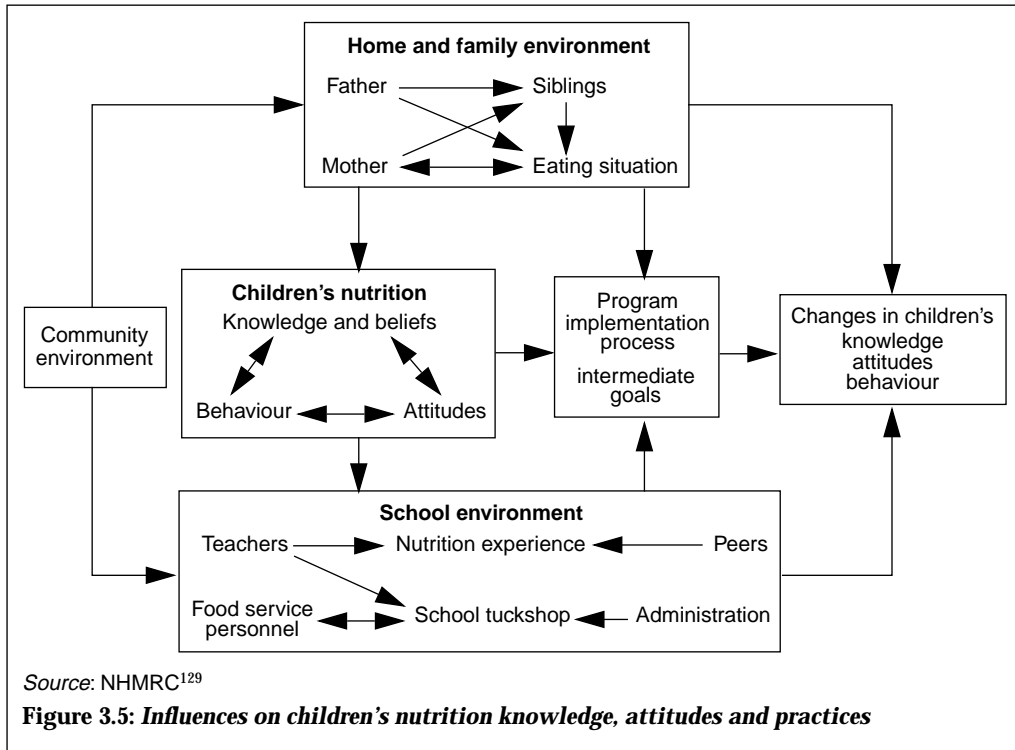 Home and family environment
Father
Siblings
Mother
Eating situation
Community
environment
Children's nutrition
Knowledge and beliefs
Behaviour
Attitudes
Program
implementation
process
intermediate
goals
Changes in children's
knowledge
attitudes
behaviour
School environment
Teachers
Nutrition experience
Peers
Food service
personnel
School tuckshop
Administration
Source: NHMRC129
Figure 3.5: Influences on children's nutrition knowledge, attitudes and practices